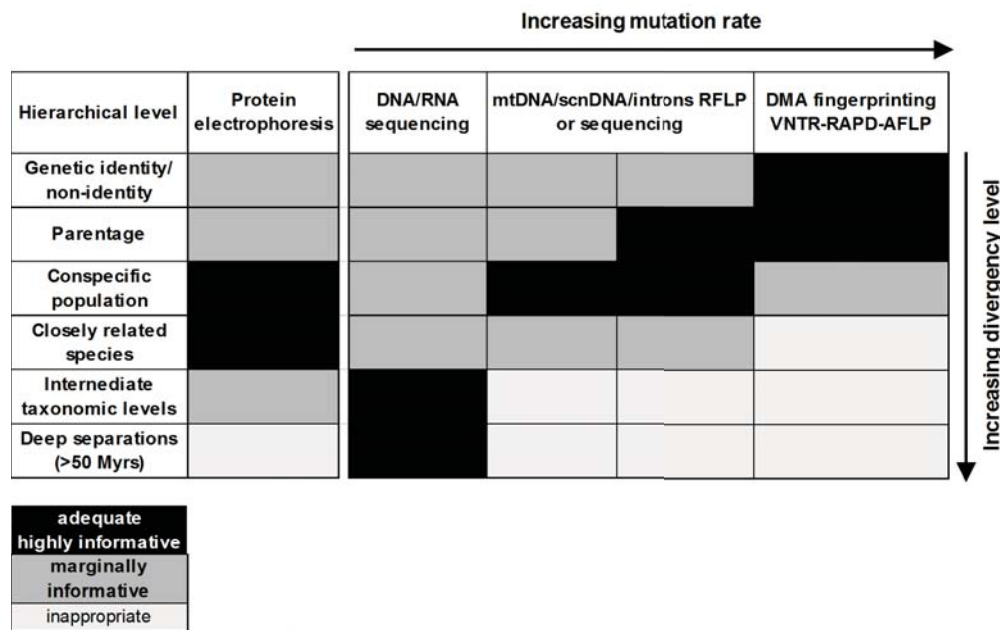 Increasing mutation rate
Hierarchical level
Protein
electrophoresis
DNA/RNA
sequencing
mtDNA/scnDNA/introns RFLP
or sequencing
DMA fingerprinting
VNTR-RAPD-AFLP
Genetic identity/
non-identity
Parentage
Conspecific
population
Closely related
species
Internediate
taxonomic levels
Deep separations
(>50 Myrs)
Increasing divergency level
adequate
highly informative
marginally
informative
inappropriate